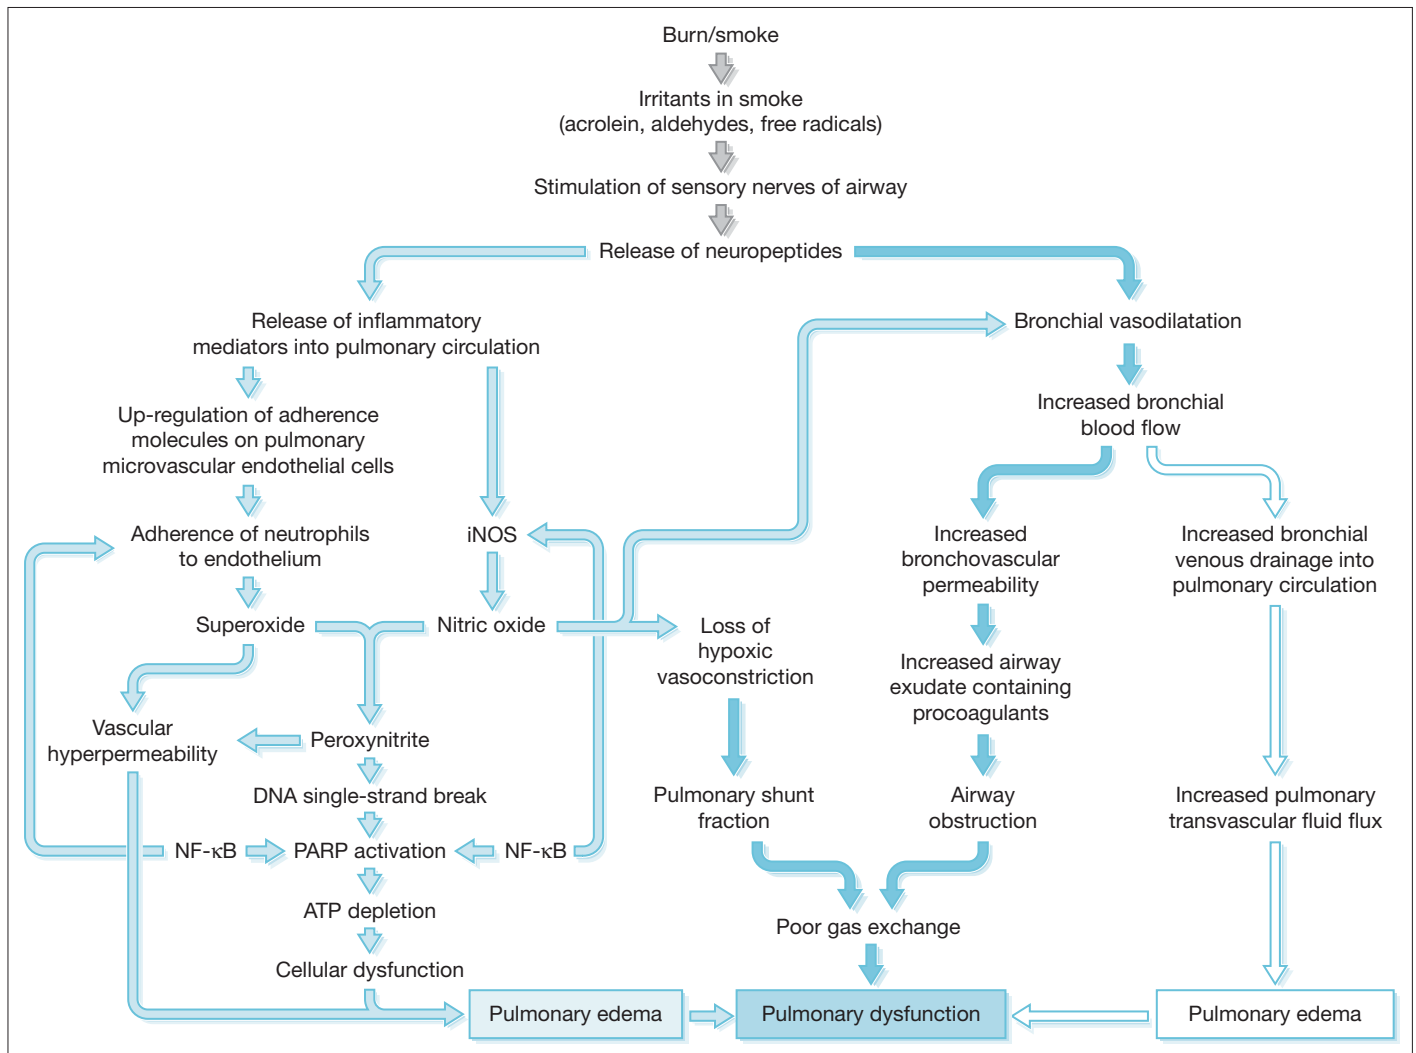 Burn/smoke
Irritants in smoke
(acrolein, aldehydes, free radicals)
Stimulation of sensory nerves of airway
Release of neuropeptides
Release of inflammatory
mediators into pulmonary circulation
Bronchial vasodilatation
Up-regulation of adherence
molecules on pulmonary
microvascular endothelial cells
Increased bronchial
blood flow
Adherence of neutrophils
to endothelium
iNOS
Increased
bronchovascular
permeability
Increased bronchial
venous drainage into
pulmonary circulation
Superoxide
Nitric oxide
Loss of
hypoxic
vasoconstriction
Increased airway
exudate containing
procoagulants
Vascular
hyperpermeability
Peroxynitrite
DNA single-strand break
Pulmonary shunt
fraction
Airway
obstruction
Increased pulmonary
transvascular fluid flux
NF-κB
PARP activation
NF-κB
ATP depletion
Poor gas exchange
Cellular dysfunction
Pulmonary edema
Pulmonary dysfunction
Pulmonary edema